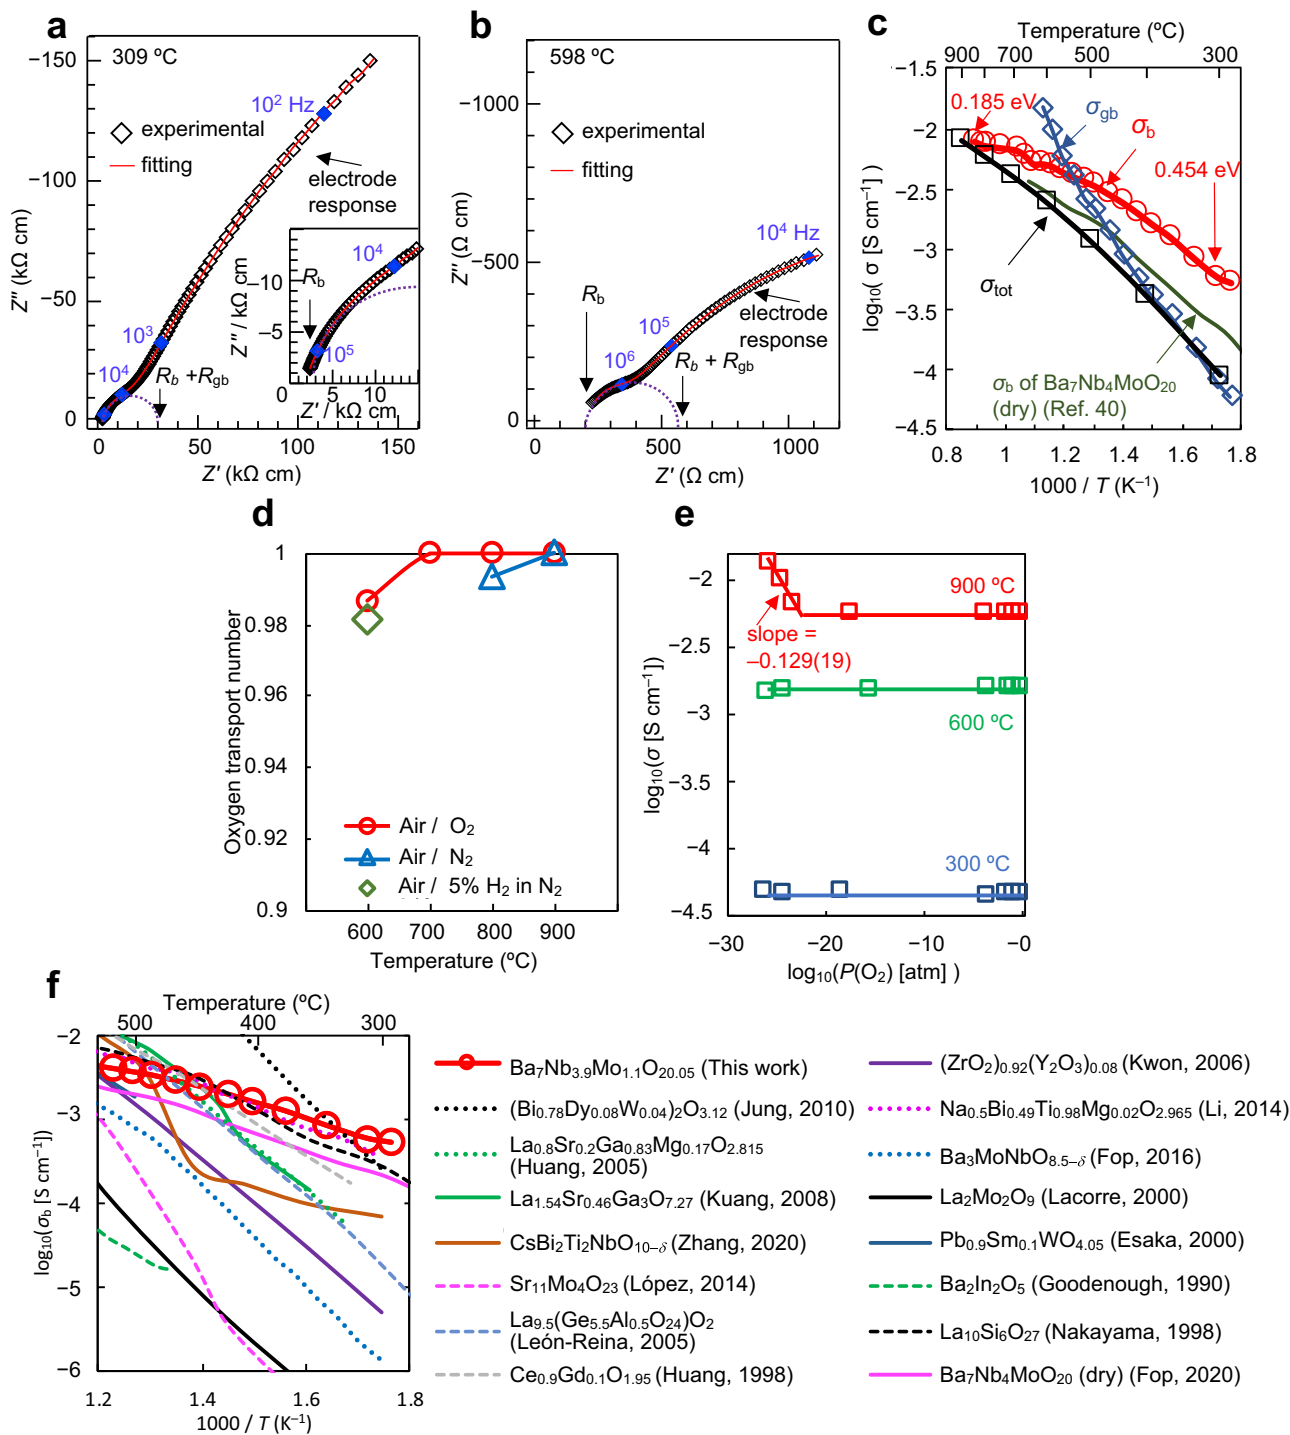 a
309 ºC
experimental
fitting
10² Hz
electrode
response
10³
10⁴
R_b + R_gb
R_b
10⁴
10⁵
Z″ / kΩ cm
−10
−5
0
0
5
10
Z′ / kΩ cm
Z″ (kΩ cm)
−150
−100
−50
0
0
50
100
150
Z′ (kΩ cm)
b
598 ºC
experimental
fitting
10⁴ Hz
electrode
response
R_b
10⁵
10⁶
R_b + R_gb
Z″ (Ω cm)
−1000
−500
0
0
500
1000
Z′ (Ω cm)
c
Temperature (ºC)
900
700
500
300
0.185 eV
σgb
σb
0.454 eV
σtot
σb of Ba₇Nb₄MoO₂₀
(dry) (Ref. 40)
log₁₀( σ [S cm⁻¹] )
−1.5
−2
−2.5
−3
−3.5
−4
−4.5
0.8
1
1.2
1.4
1.6
1.8
1000 / T (K⁻¹)
d
Oxygen transport number
1
0.98
0.96
0.94
0.92
0.9
Air / O₂
Air / N₂
Air / 5% H₂ in N₂
600
700
800
900
Temperature (ºC)
e
log₁₀(σ [S cm⁻¹])
−2
−2.5
−3
−3.5
−4
−4.5
900 ºC
slope =
−0.129(19)
600 ºC
300 ºC
−30
−20
−10
−0
log₁₀(P(O₂) [atm] )
f
Temperature (ºC)
500
400
300
log₁₀(σb [S cm⁻¹])
−2
−3
−4
−5
−6
1.2
1.4
1.6
1.8
1000 / T (K⁻¹)
Ba₇Nb₃.₉Mo₁.₁O₂₀.₀₅ (This work)
(Bi₀.₇₈Dy₀.₀₈W₀.₀₄)₂O₃.₁₂ (Jung, 2010)
La₀.₈Sr₀.₂Ga₀.₈₃Mg₀.₁₇O₂.₈₁₅
(Huang, 2005)
La₁.₅₄Sr₀.₄₆Ga₃O₇.₂₇ (Kuang, 2008)
CsBi₂Ti₂NbO₁₀₋δ (Zhang, 2020)
Sr₁₁Mo₄O₂₃ (López, 2014)
La₉.₅(Ge₅.₅Al₀.₅O₂₄)O₂
(León-Reina, 2005)
Ce₀.₉Gd₀.₁O₁.₉₅ (Huang, 1998)
(ZrO₂)₀.₉₂(Y₂O₃)₀.₀₈ (Kwon, 2006)
Na₀.₅Bi₀.₄₉Ti₀.₉₈Mg₀.₀₂O₂.₉₆₅ (Li, 2014)
Ba₃MoNbO₈.₅₋δ (Fop, 2016)
La₂Mo₂O₉ (Lacorre, 2000)
Pb₀.₉Sm₀.₁WO₄.₀₅ (Esaka, 2000)
Ba₂In₂O₅ (Goodenough, 1990)
La₁₀Si₆O₂₇ (Nakayama, 1998)
Ba₇Nb₄MoO₂₀ (dry) (Fop, 2020)